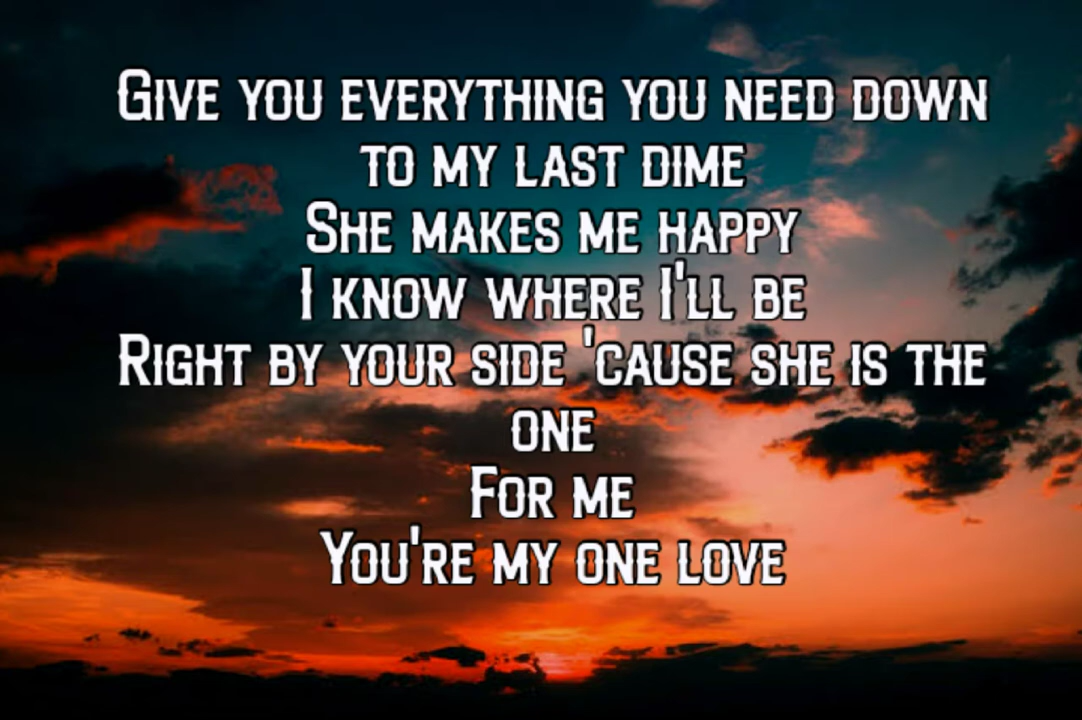 Give you everything you need down
to my last dime
She makes me happy
I know where I'll be
Right by your side 'cause she is the
one
For me
You're my one love